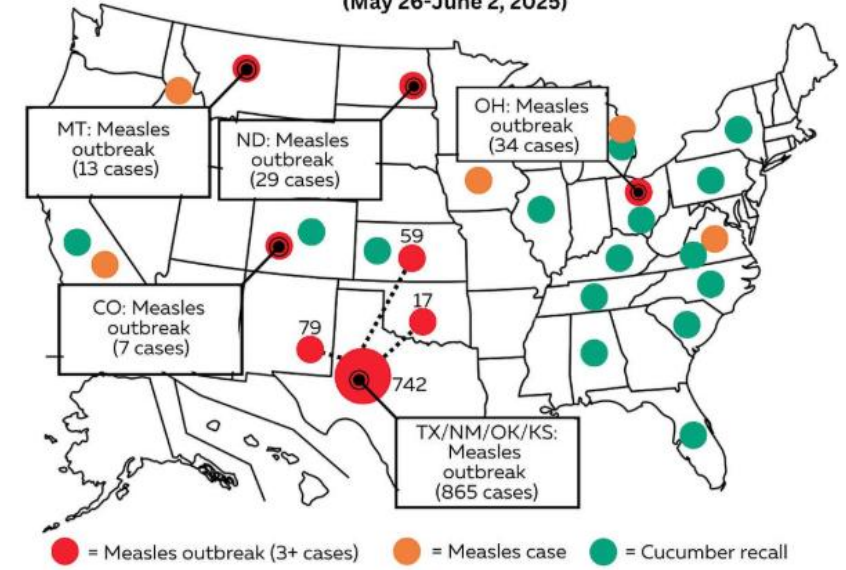 (May 26-June 2, 2025)
MT: Measles
outbreak
(13 cases)
ND: Measles
outbreak
(29 cases)
OH: Measles
outbreak
(34 cases)
59
17
79
742
CO: Measles
outbreak
(7 cases)
TX/NM/OK/KS:
Measles
outbreak
(865 cases)
= Measles outbreak (3+ cases)
= Measles case
= Cucumber recall